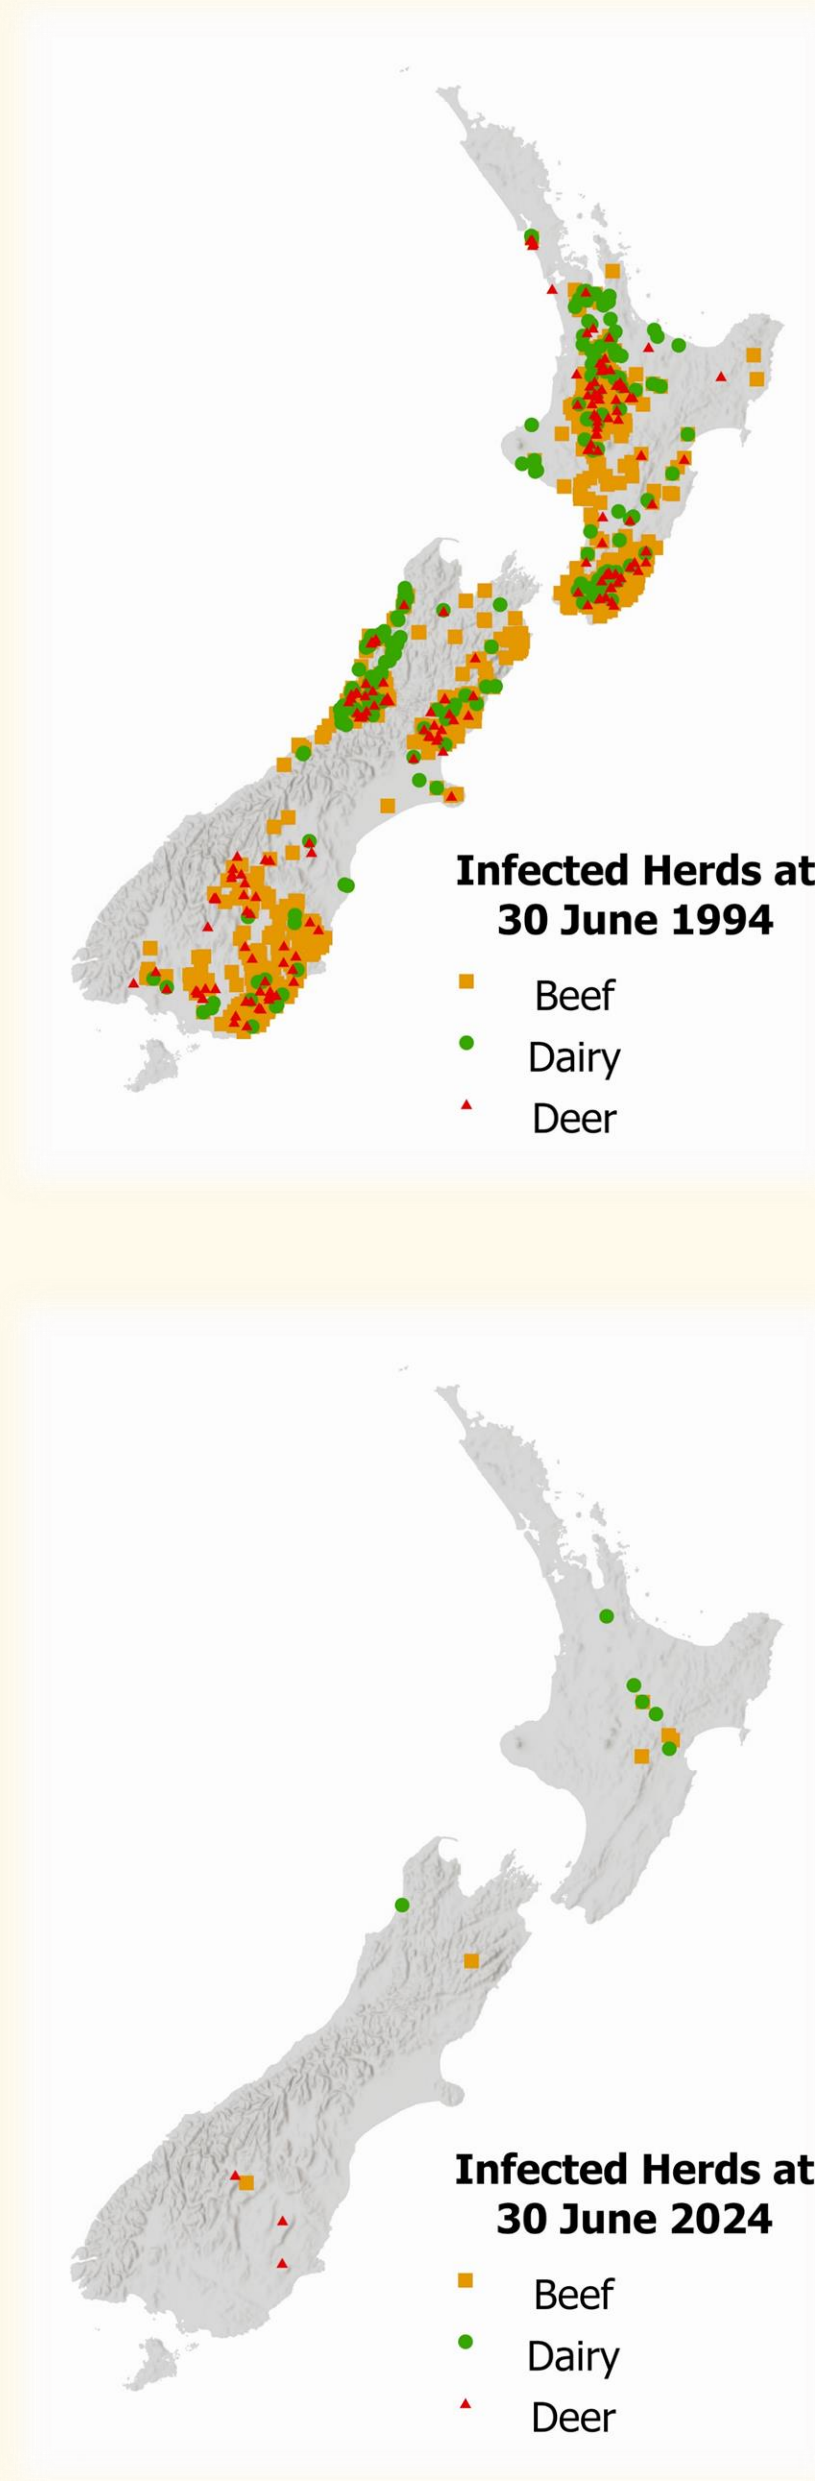 Infected Herds at
30 June 1994
Beef
Dairy
Deer
Infected Herds at
30 June 2024
Beef
Dairy
Deer